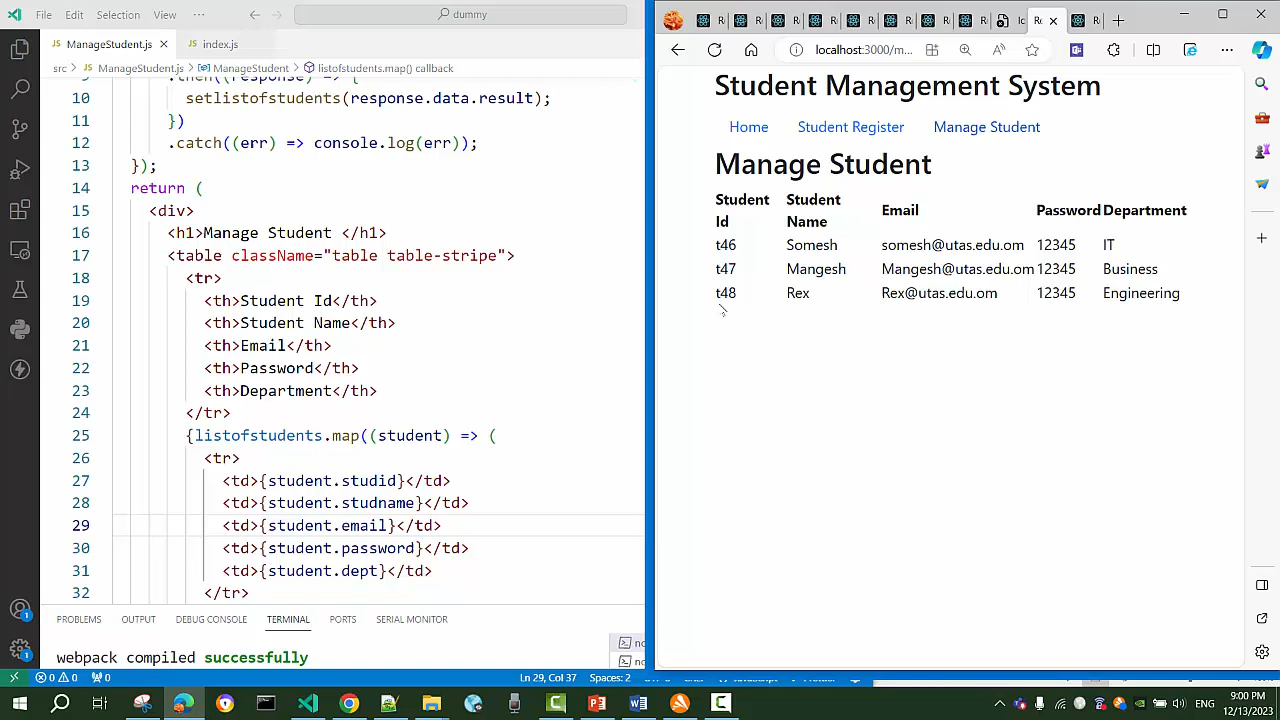 File Edit Selection View ··· dummy
ManageStudent.js index.js
src > ManageStudent.js > ManageStudent > listofstudents.map() callback
9 .then((response) => {
10 setlistofstudents(response.data.result);
11 })
12 .catch((err) => console.log(err));
13 });
14 return (
15 <div>
16 <h1>Manage Student </h1>
17 <table className="table table-stripe">
18 <tr>
19 <th>Student Id</th>
20 <th>Student Name</th>
21 <th>Email</th>
22 <th>Password</th>
23 <th>Department</th>
24 </tr>
25 {listofstudents.map((student) => (
26 <tr>
27 <td>{student.studid}</td>
28 <td>{student.studname}</td>
29 <td>{student.email}</td>
30 <td>{student.password}</td>
31 <td>{student.dept}</td>
32 </tr>
PROBLEMS OUTPUT DEBUG CONSOLE TERMINAL PORTS SERIAL MONITOR
webpack compiled successfully
0 0 0 Ln 29, Col 37 Spaces: 2
localhost:3000/m...
Student Management System
Home Student Register Manage Student
Manage Student
Student Id Student Name Email Password Department
t46 Somesh somesh@utas.edu.om 12345 IT
t47 Mangesh Mangesh@utas.edu.om 12345 Business
t48 Rex Rex@utas.edu.om 12345 Engineering
ENG 9:00 PM
12/13/2023